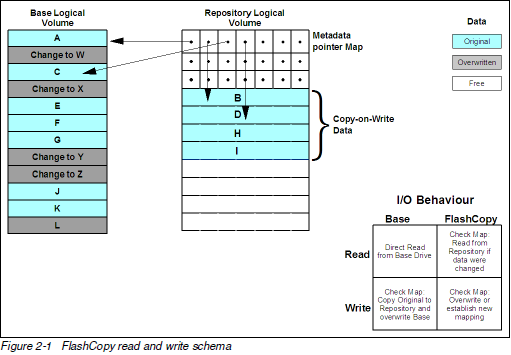 Base Logical
Volume
Repository Logical
Volume
Metadata
pointer Map
Data
Original
Overwritten
Free
A
Change to W
C
Change to X
E
F
G
Change to Y
Change to Z
J
K
L
B
D
H
I
Copy-on-Write
Data
I/O Behaviour
Base
FlashCopy
Read
Direct Read
from Base Drive
Check Map:
Read from
Repository if
data were
changed
Write
Check Map:
Copy Original to
Repository and
overwrite Base
Check Map:
Overwrite or
establish new
mapping
Figure 2-1 FlashCopy read and write schema